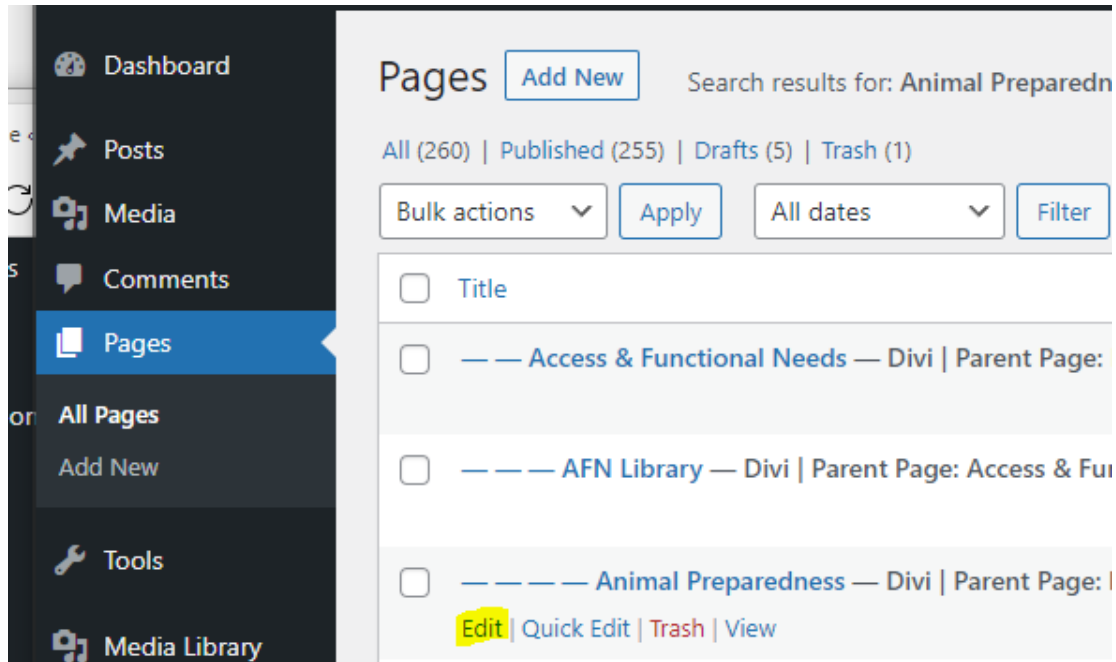 Dashboard
Posts
Media
Comments
Pages
All Pages
Add New
Tools
Media Library
Pages Add New Search results for: Animal Preparedn
All (260) | Published (255) | Drafts (5) | Trash (1)
Bulk actions Apply All dates Filter
Title
— — Access & Functional Needs — Divi | Parent Page:
— — — AFN Library — Divi | Parent Page: Access & Fu
— — — — Animal Preparedness — Divi | Parent Page:
Edit | Quick Edit | Trash | View